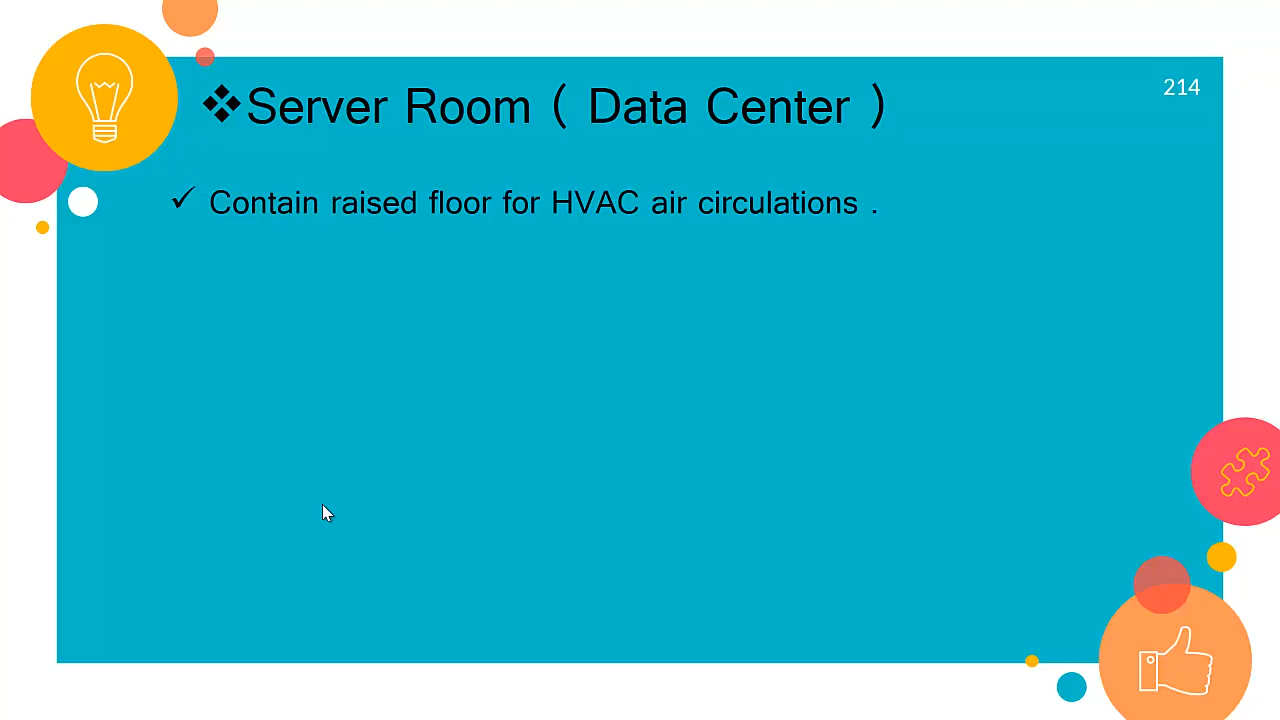 ❖Server Room ( Data Center )
214
✓ Contain raised floor for HVAC air circulations .